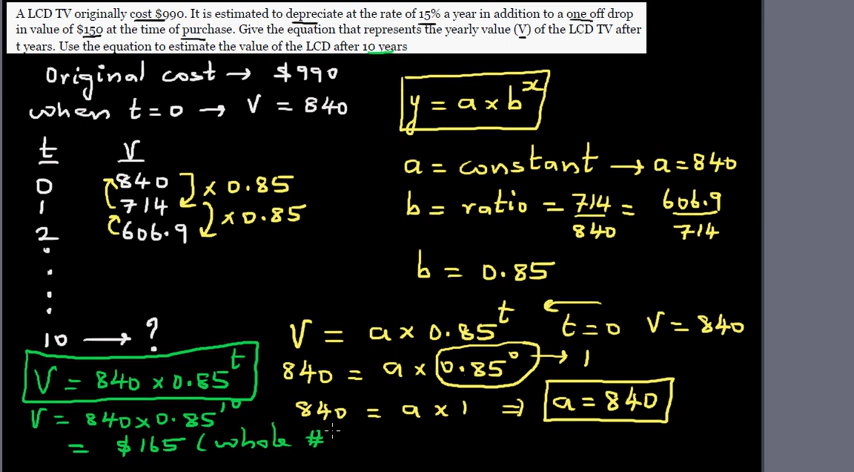 A LCD TV originally cost $990. It is estimated to depreciate at the rate of 15% a year in addition to a one off drop
in value of $150 at the time of purchase. Give the equation that represents the yearly value (V) of the LCD TV after
t years. Use the equation to estimate the value of the LCD after 10 years
Original cost → $990
when t = 0 → V = 840
y = a × b^x
t V
0 840 × 0.85
1 714 × 0.85
2 606.9
.
.
.
.
10 → ?
a = constant → a = 840
b = ratio = 714/840 = 606.9/714
b = 0.85
V = a × 0.85^t t = 0 V = 840
840 = a × 0.85^0 → 1
840 = a × 1 ⇒ a = 840
V = 840 × 0.85^t
V = 840 × 0.85^10
= $165 (whole #